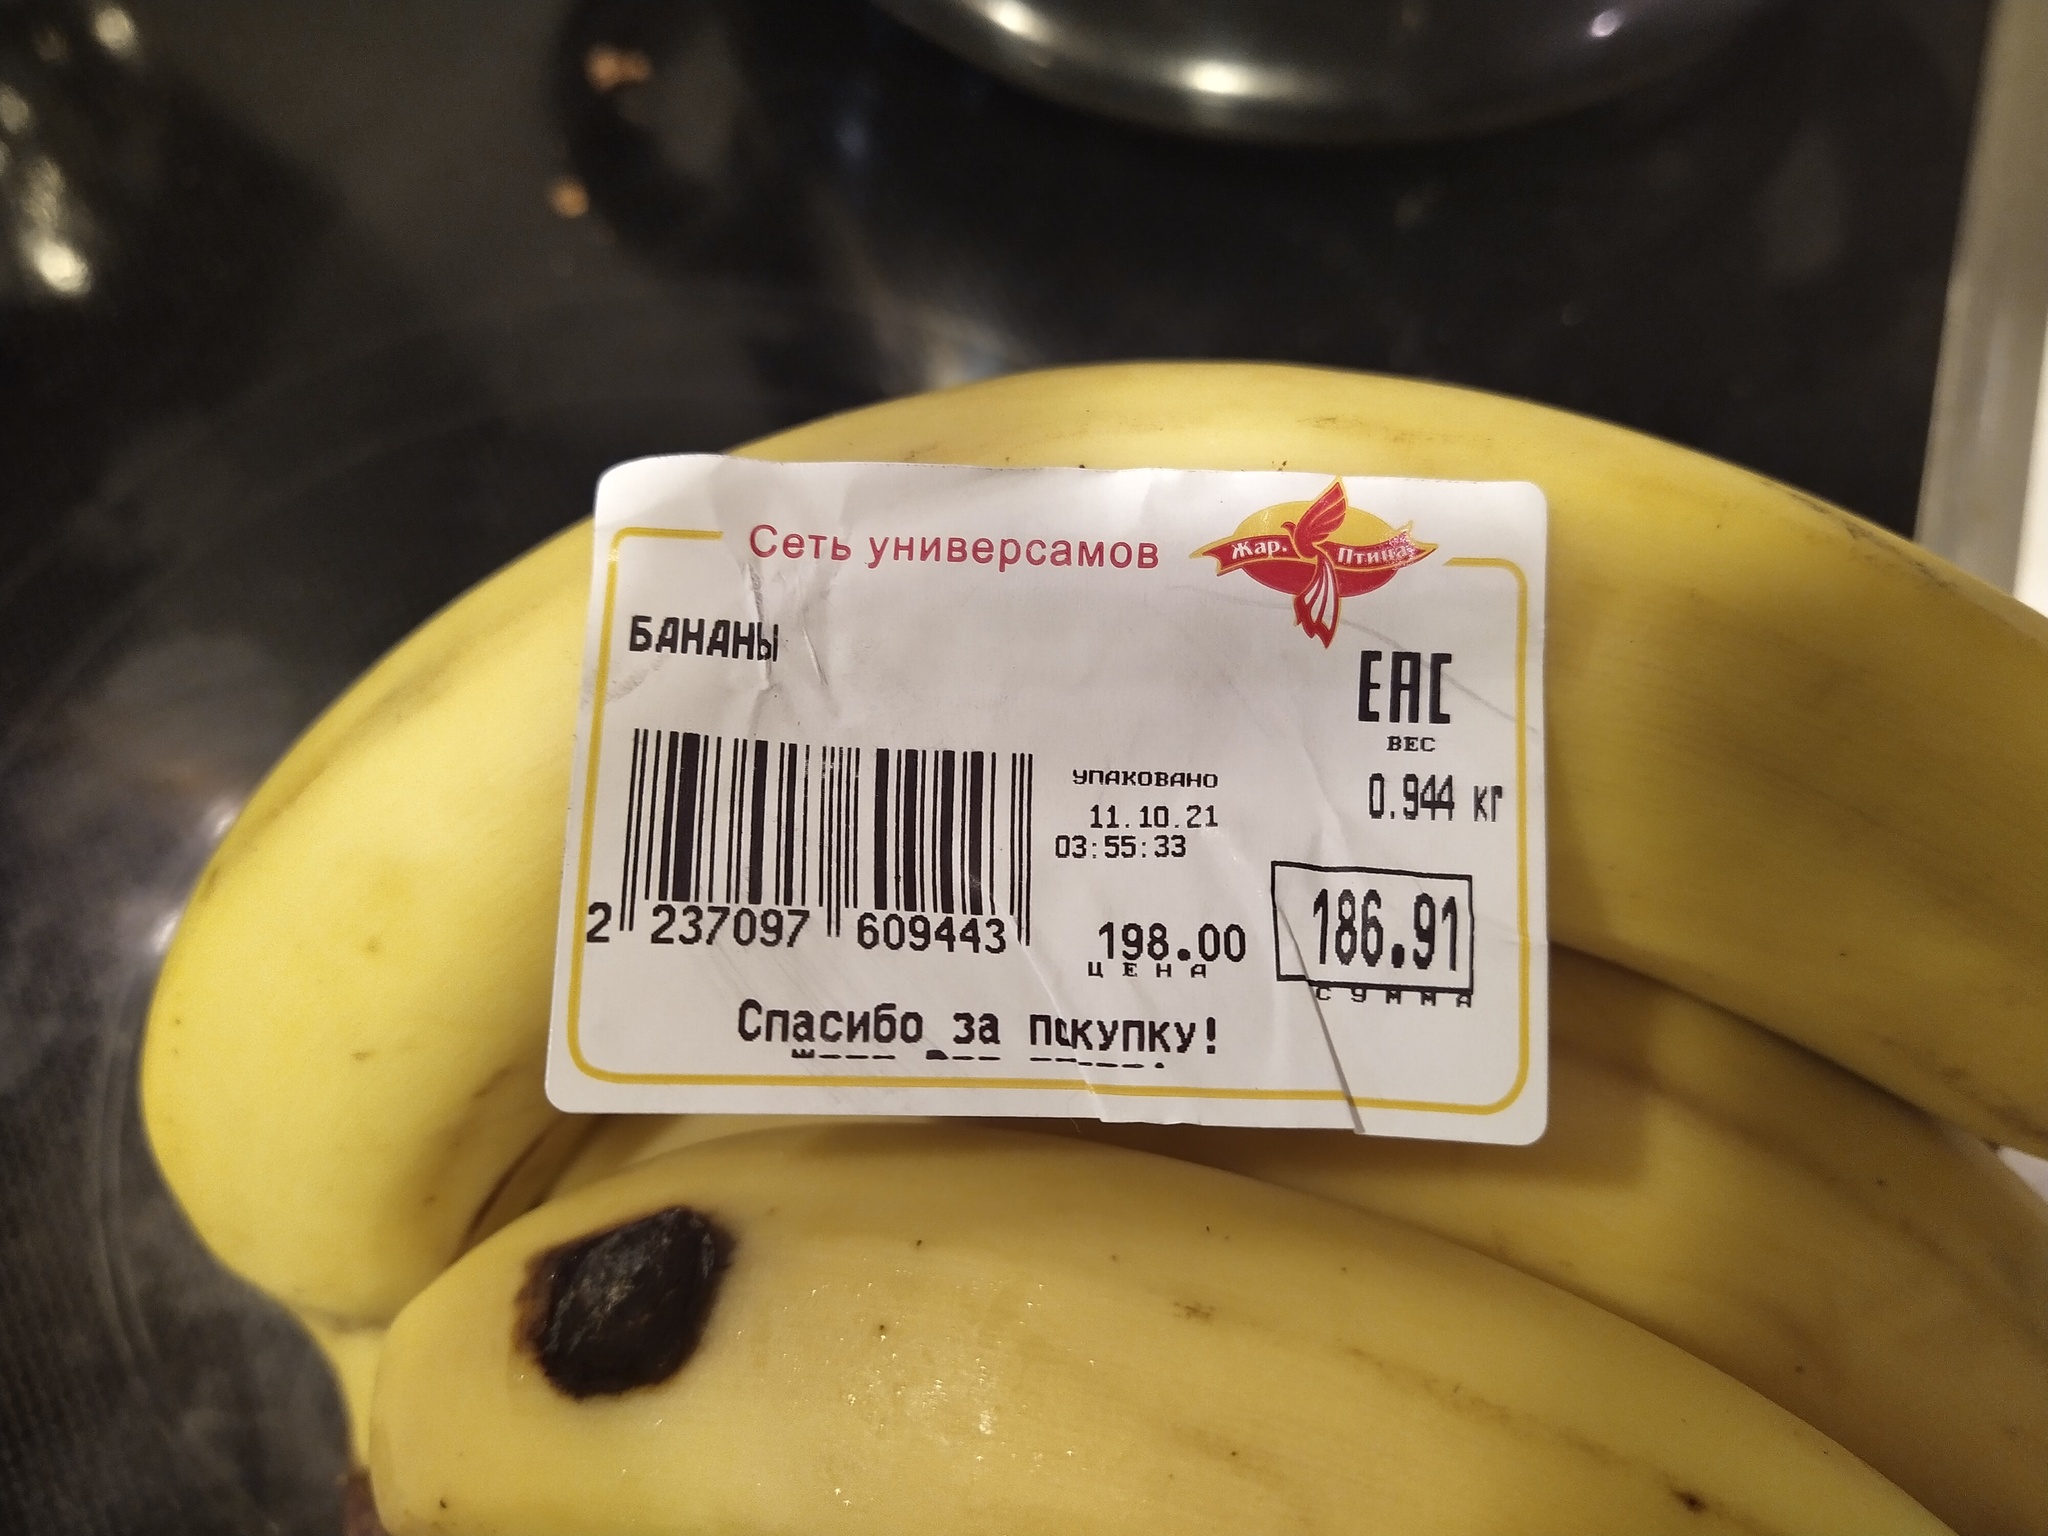 Сеть универсамов
Жар. Птица
БАНАНЫ
ЕАС
ВЕС
УПАКОВАНО
0.944 кг
11.10.21
03:55:33
2 237097 609443
198.00
ЦЕНА
186.91
СУММА
Спасибо за покупку!